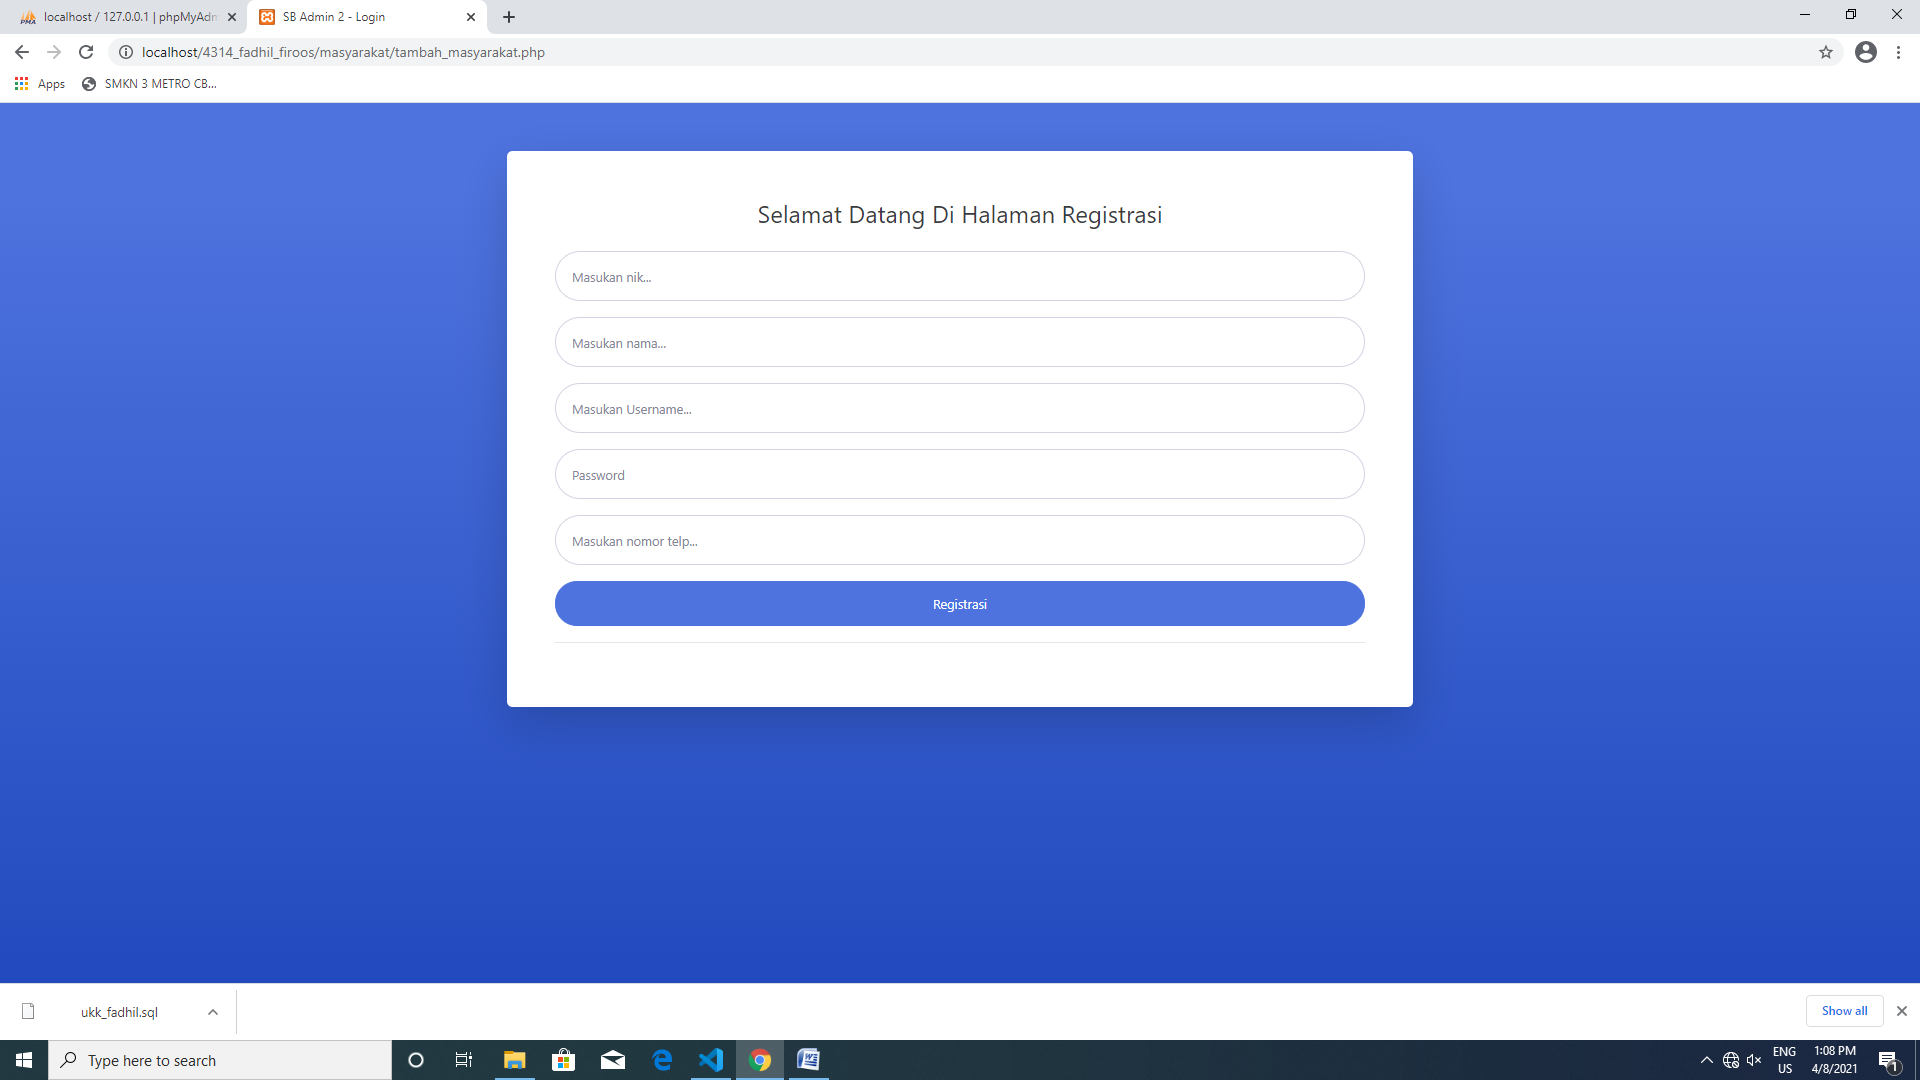 localhost / 127.0.0.1 | phpMyAdm
SB Admin 2 - Login
localhost/4314_fadhil_firoos/masyarakat/tambah_masyarakat.php
Apps
SMKN 3 METRO CB...
Selamat Datang Di Halaman Registrasi
Masukan nik...
Masukan nama...
Masukan Username...
Password
Masukan nomor telp...
Registrasi
ukk_fadhil.sql
Show all
Type here to search
ENG
US
1:08 PM
4/8/2021
1